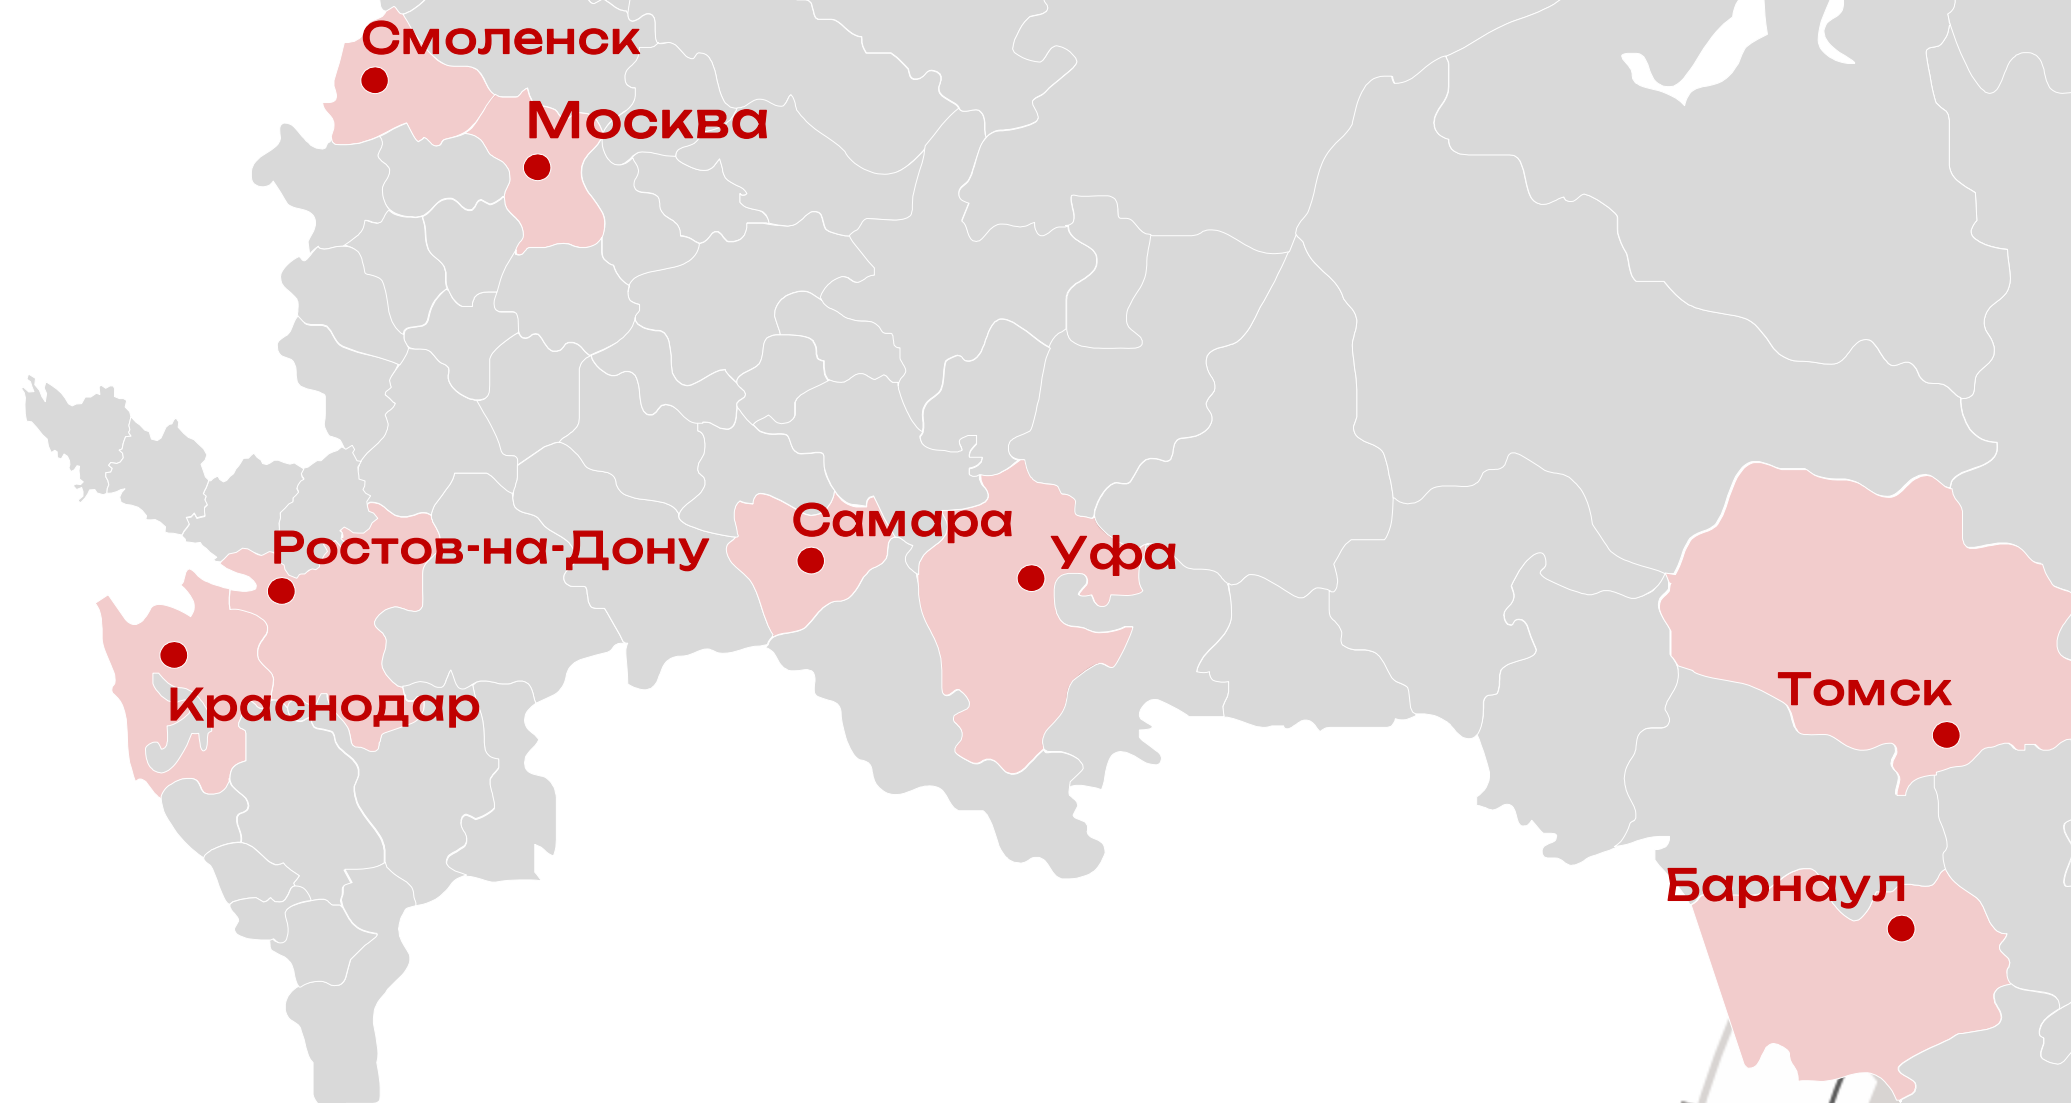 Смоленск
Москва
Самара
Ростов-на-Дону
Уфа
Томск
Краснодар
Барнаул